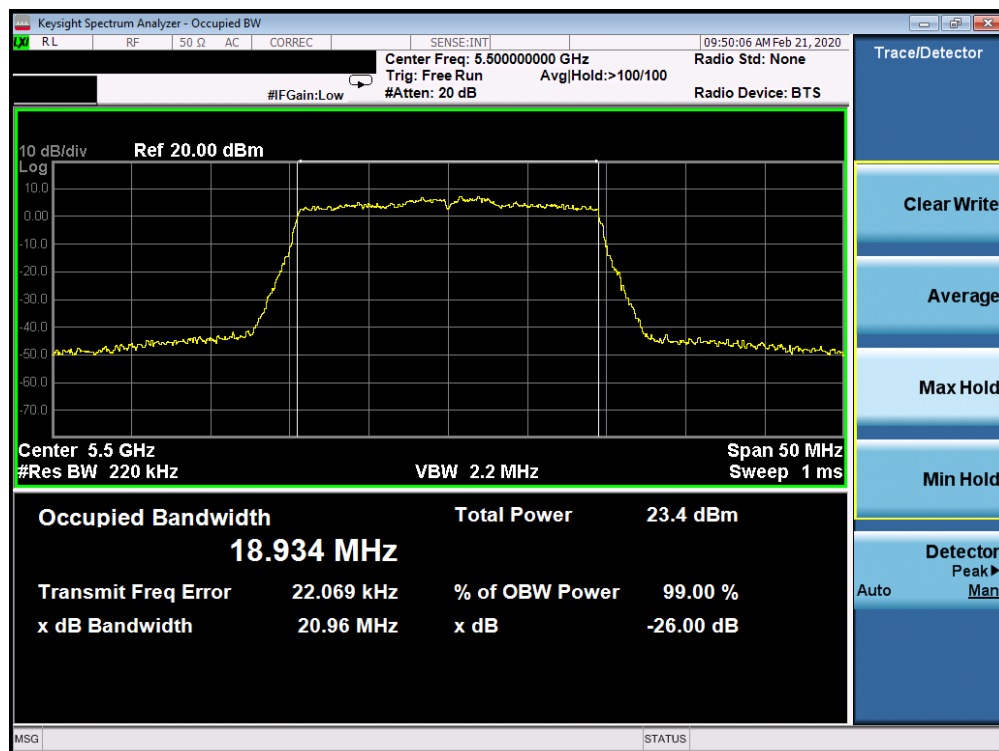 Keysight Spectrum Analyzer - Occupied BW
LXI RL RF 50 Ω AC CORREC SENSE:INT 09:50:06 AM Feb 21, 2020
Center Freq: 5.500000000 GHz Radio Std: None
Trig: Free Run Avg|Hold:>100/100
#IFGain:Low #Atten: 20 dB Radio Device: BTS
10 dB/div Ref 20.00 dBm
Log
10.0
0.00
-10.0
-20.0
-30.0
-40.0
-50.0
-60.0
-70.0
Center 5.5 GHz Span 50 MHz
#Res BW 220 kHz VBW 2.2 MHz Sweep 1 ms
Occupied Bandwidth Total Power 23.4 dBm
18.934 MHz
Transmit Freq Error 22.069 kHz % of OBW Power 99.00 %
x dB Bandwidth 20.96 MHz x dB -26.00 dB
MSG STATUS
Trace/Detector
Clear Write
Average
Max Hold
Min Hold
Detector
Peak▶
Auto Man